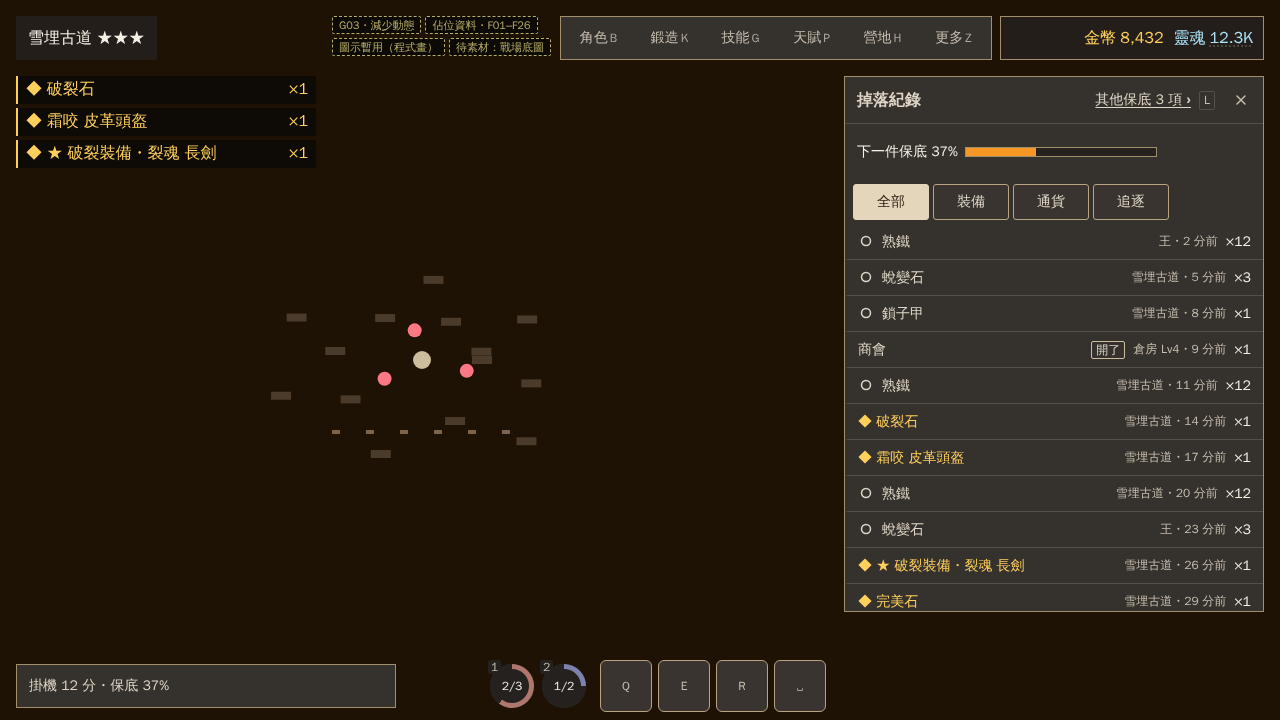 雪埋古道 ★★★
G03・減少動態 佔位資料・F01–F26
圖示暫用（程式畫） 待素材：戰場底圖
角色B 鍛造K 技能G 天賦P 營地H 更多Z
金幣 8,432 靈魂 12.3K
◆ 破裂石 ×1
◆ 霜咬 皮革頭盔 ×1
◆ ★ 破裂裝備・裂魂 長劍 ×1
掉落紀錄 其他保底 3 項 › L ×
下一件保底 37%
全部 裝備 通貨 追逐
熟鐵 王・2 分前 ×12
蛻變石 雪埋古道・5 分前 ×3
鎖子甲 雪埋古道・8 分前 ×1
商會 開了 倉房 Lv4・9 分前 ×1
熟鐵 雪埋古道・11 分前 ×12
◆ 破裂石 雪埋古道・14 分前 ×1
◆ 霜咬 皮革頭盔 雪埋古道・17 分前 ×1
熟鐵 雪埋古道・20 分前 ×12
蛻變石 王・23 分前 ×3
◆ ★ 破裂裝備・裂魂 長劍 雪埋古道・26 分前 ×1
◆ 完美石 雪埋古道・29 分前 ×1
掛機 12 分・保底 37%
1 2/3 2 1/2 Q E R ⎵